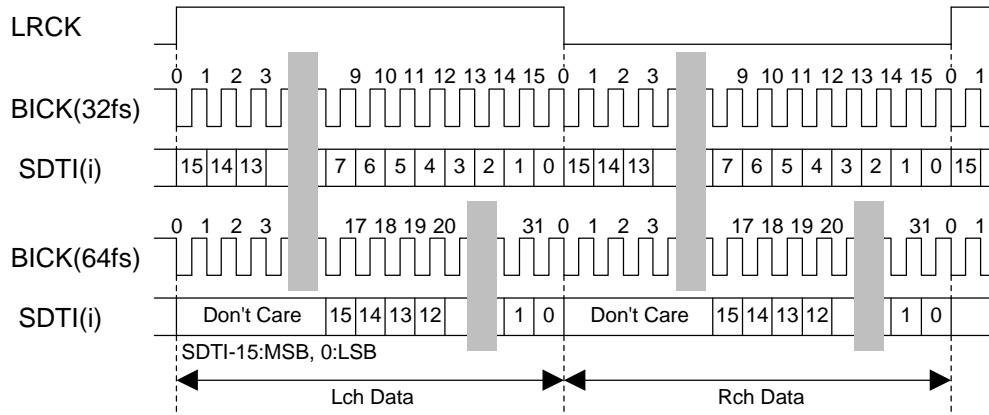 LRCK
0 1 2 3 9 10 11 12 13 14 15 0 1 2 3 9 10 11 12 13 14 15 0 1
BICK(32fs)
SDTI(i) 15 14 13 7 6 5 4 3 2 1 0 15 14 13 7 6 5 4 3 2 1 0 15
0 1 2 3 17 18 19 20 31 0 1 2 3 17 18 19 20 31 0 1
BICK(64fs)
SDTI(i) Don't Care 15 14 13 12 1 0 Don't Care 15 14 13 12 1 0
SDTI-15:MSB, 0:LSB
Lch Data Rch Data